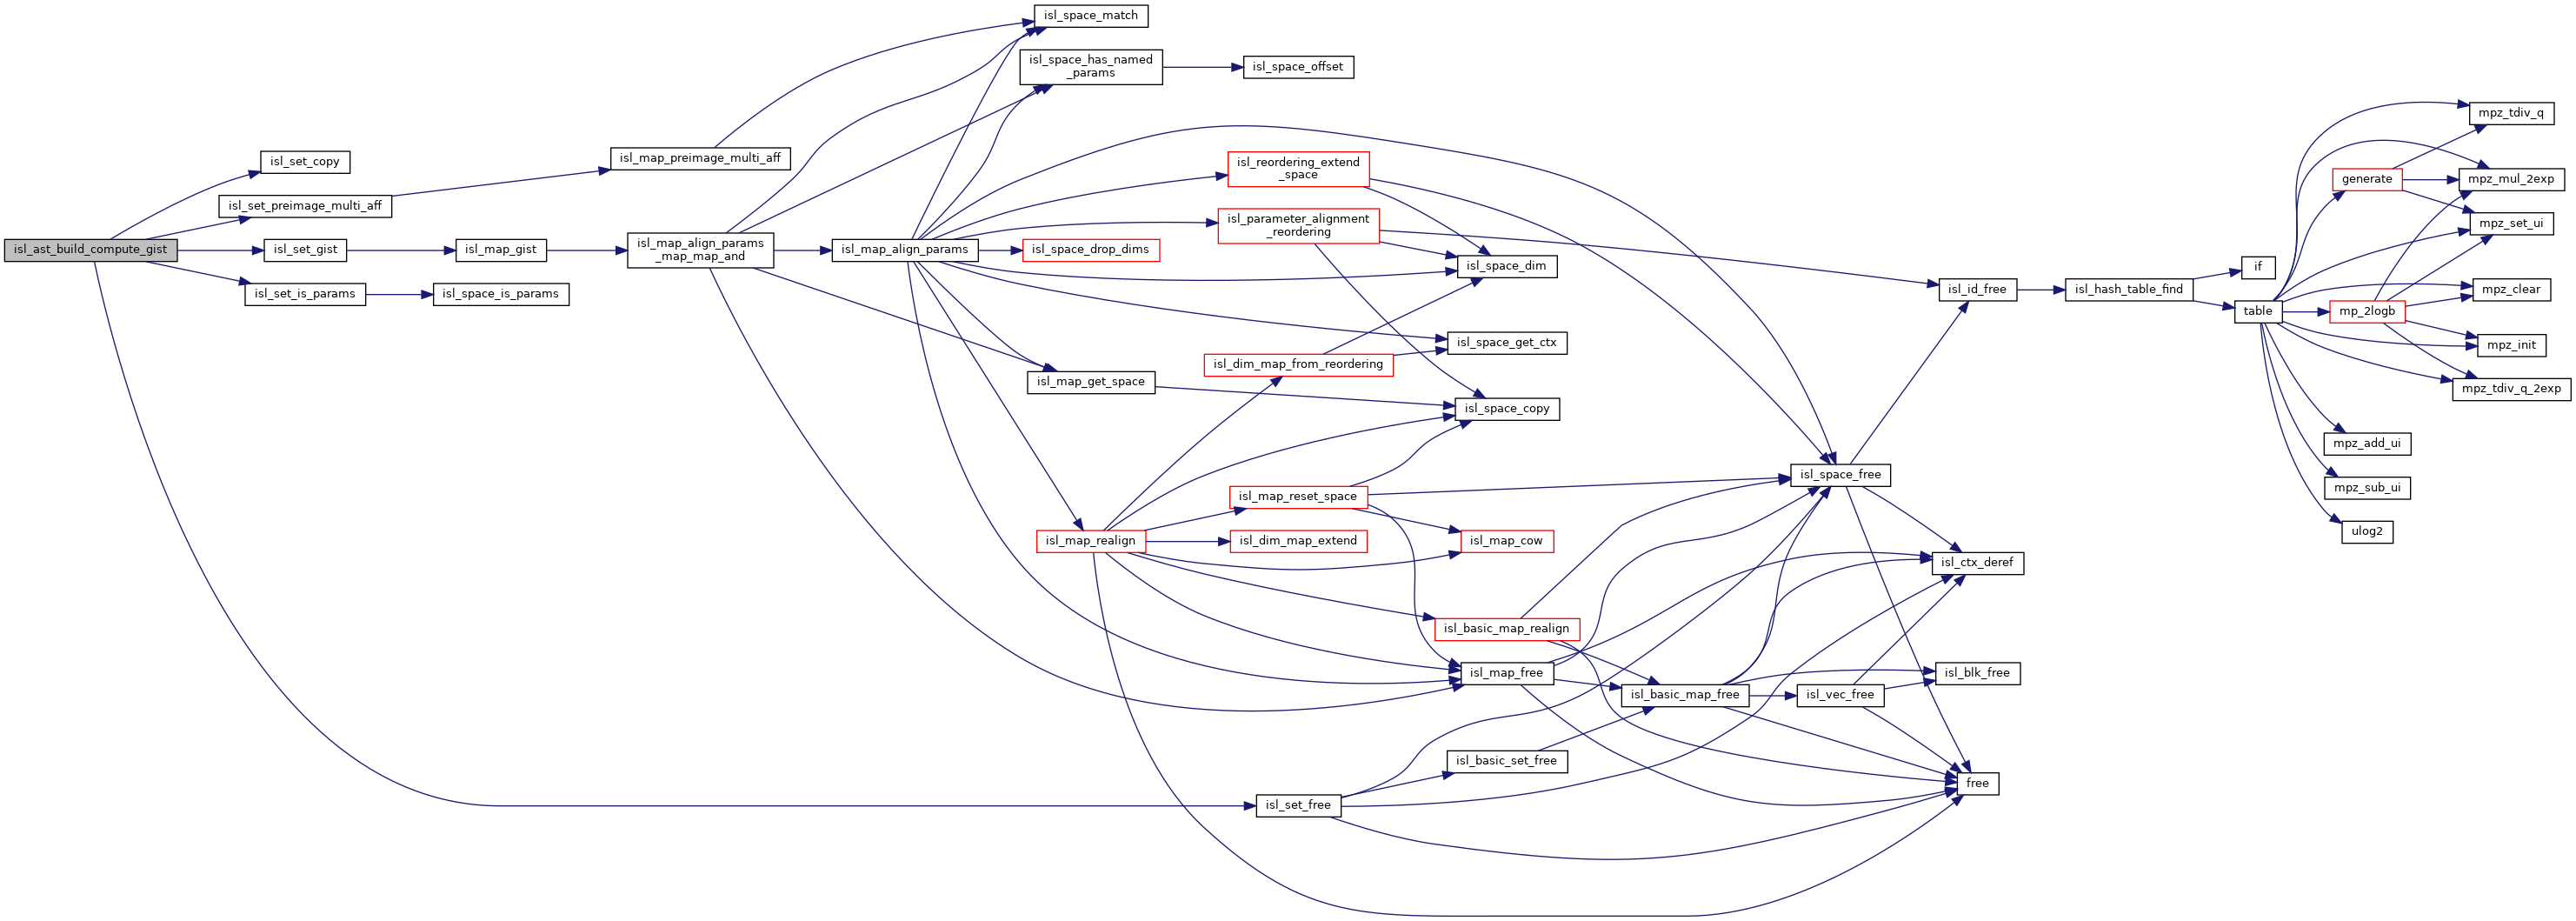 isl_space_match
isl_space_has_named
_params
isl_space_offset
mpz_tdiv_q
isl_set_copy
isl_map_preimage_multi_aff
isl_reordering_extend
_space
generate
mpz_mul_2exp
isl_set_preimage_multi_aff
isl_parameter_alignment
_reordering
mpz_set_ui
isl_ast_build_compute_gist
isl_set_gist
isl_map_gist
isl_map_align_params
_map_map_and
isl_map_align_params
isl_space_drop_dims
isl_space_dim
if
isl_set_is_params
isl_space_is_params
isl_id_free
isl_hash_table_find
mpz_clear
table
mp_2logb
isl_space_get_ctx
mpz_init
isl_dim_map_from_reordering
isl_map_get_space
mpz_tdiv_q_2exp
isl_space_copy
mpz_add_ui
isl_space_free
mpz_sub_ui
isl_map_reset_space
ulog2
isl_map_realign
isl_dim_map_extend
isl_map_cow
isl_ctx_deref
isl_basic_map_realign
isl_map_free
isl_blk_free
isl_basic_map_free
isl_vec_free
isl_basic_set_free
free
isl_set_free